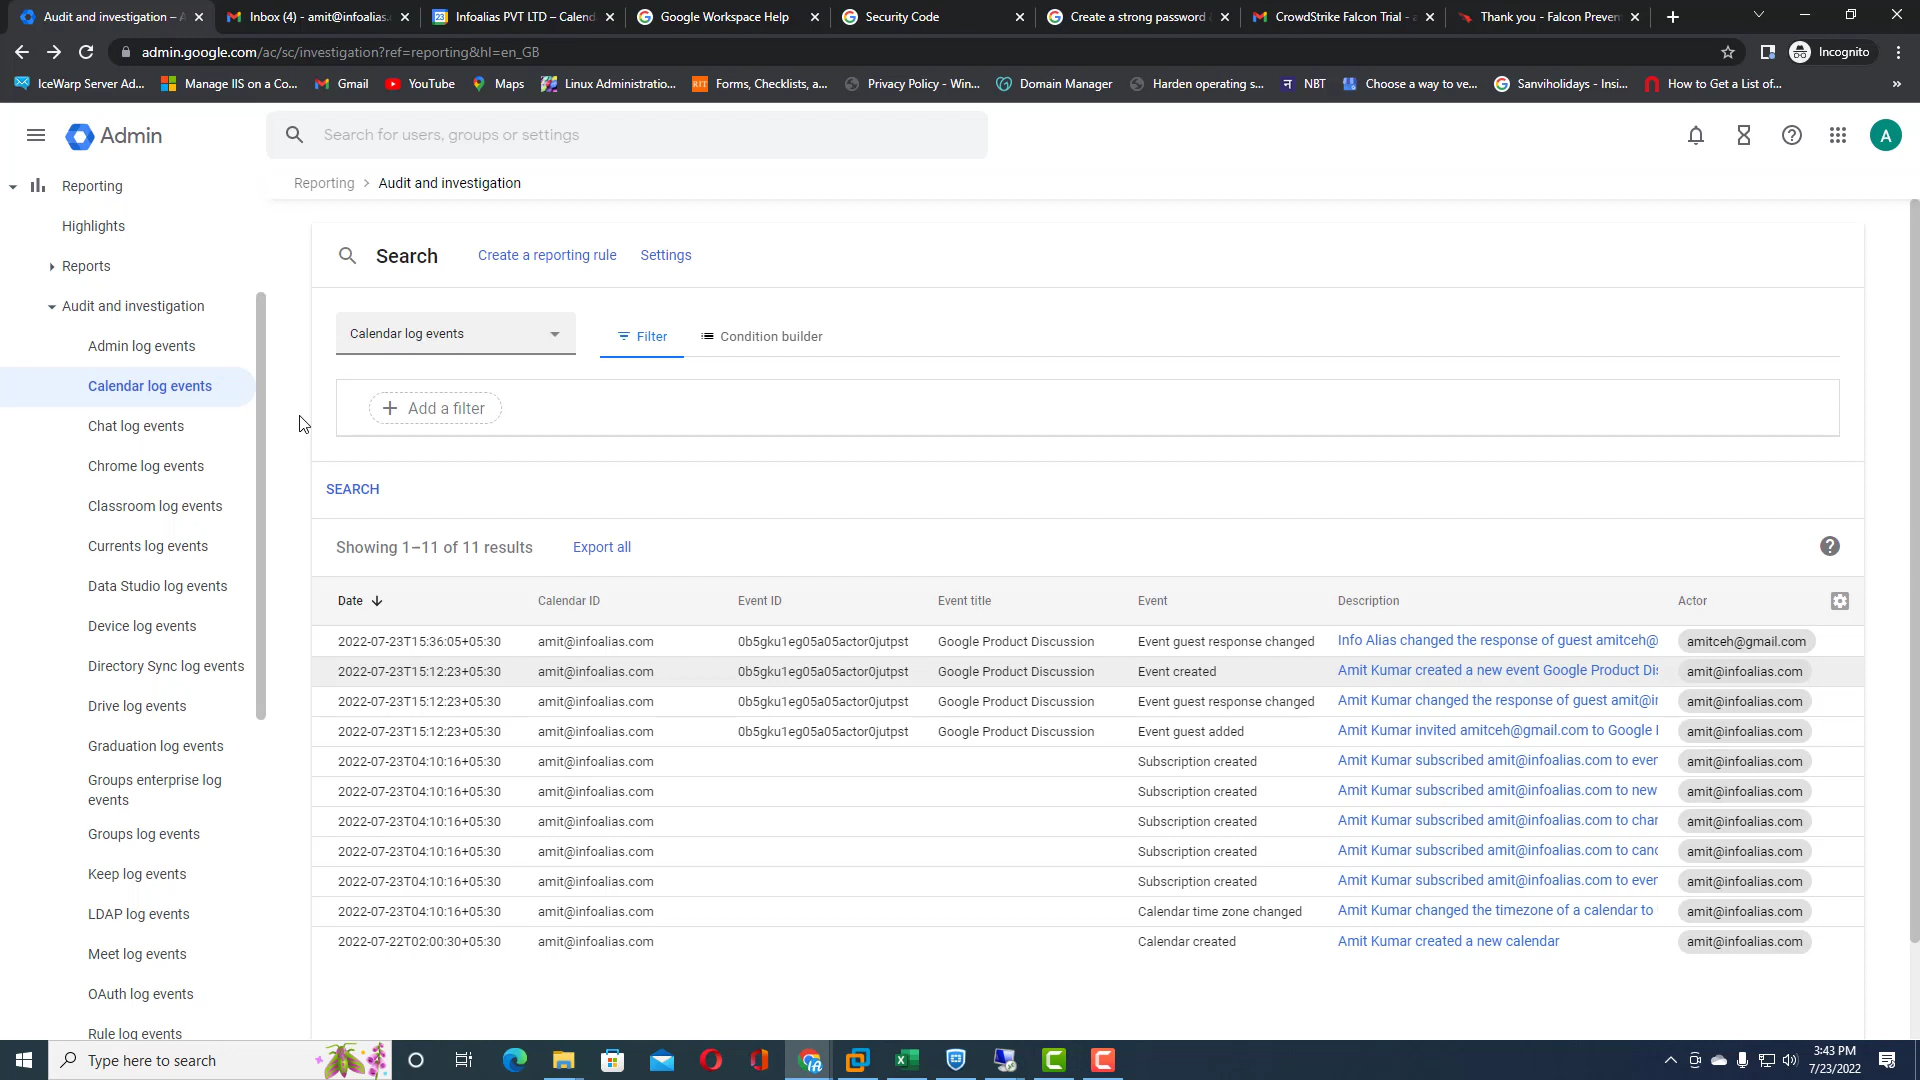 Audit and investigation – A
Inbox (4) - amit@infoalias.c
Infoalias PVT LTD – Calend
Google Workspace Help
Security Code
Create a strong password &
CrowdStrike Falcon Trial - a
Thank you - Falcon Preven
admin.google.com/ac/sc/investigation?ref=reporting&hl=en_GB
Incognito
IceWarp Server Ad...
Manage IIS on a Co...
Gmail
YouTube
Maps
Linux Administratio...
Forms, Checklists, a...
Privacy Policy - Win...
Domain Manager
Harden operating s...
NBT
Choose a way to ve...
Sanviholidays - Insi...
How to Get a List of...
»
Admin
Search for users, groups or settings
A
Reporting
Highlights
Reports
Audit and investigation
Admin log events
Calendar log events
Chat log events
Chrome log events
Classroom log events
Currents log events
Data Studio log events
Device log events
Directory Sync log events
Drive log events
Graduation log events
Groups enterprise log
events
Groups log events
Keep log events
LDAP log events
Meet log events
OAuth log events
Rule log events
Reporting > Audit and investigation
Search
Create a reporting rule
Settings
Calendar log events
Filter
Condition builder
+ Add a filter
SEARCH
Showing 1–11 of 11 results
Export all
Date Calendar ID Event ID Event title Event Description Actor
2022-07-23T15:36:05+05:30 amit@infoalias.com 0b5gku1eg05a05actor0jutpst Google Product Discussion Event guest response changed Info Alias changed the response of guest amitceh@ amitceh@gmail.com
2022-07-23T15:12:23+05:30 amit@infoalias.com 0b5gku1eg05a05actor0jutpst Google Product Discussion Event created Amit Kumar created a new event Google Product Dis amit@infoalias.com
2022-07-23T15:12:23+05:30 amit@infoalias.com 0b5gku1eg05a05actor0jutpst Google Product Discussion Event guest response changed Amit Kumar changed the response of guest amit@in amit@infoalias.com
2022-07-23T15:12:23+05:30 amit@infoalias.com 0b5gku1eg05a05actor0jutpst Google Product Discussion Event guest added Amit Kumar invited amitceh@gmail.com to Google amit@infoalias.com
2022-07-23T04:10:16+05:30 amit@infoalias.com Subscription created Amit Kumar subscribed amit@infoalias.com to ever amit@infoalias.com
2022-07-23T04:10:16+05:30 amit@infoalias.com Subscription created Amit Kumar subscribed amit@infoalias.com to new amit@infoalias.com
2022-07-23T04:10:16+05:30 amit@infoalias.com Subscription created Amit Kumar subscribed amit@infoalias.com to char amit@infoalias.com
2022-07-23T04:10:16+05:30 amit@infoalias.com Subscription created Amit Kumar subscribed amit@infoalias.com to canc amit@infoalias.com
2022-07-23T04:10:16+05:30 amit@infoalias.com Subscription created Amit Kumar subscribed amit@infoalias.com to ever amit@infoalias.com
2022-07-23T04:10:16+05:30 amit@infoalias.com Calendar time zone changed Amit Kumar changed the timezone of a calendar to amit@infoalias.com
2022-07-22T02:00:30+05:30 amit@infoalias.com Calendar created Amit Kumar created a new calendar amit@infoalias.com
Type here to search
3:43 PM
7/23/2022